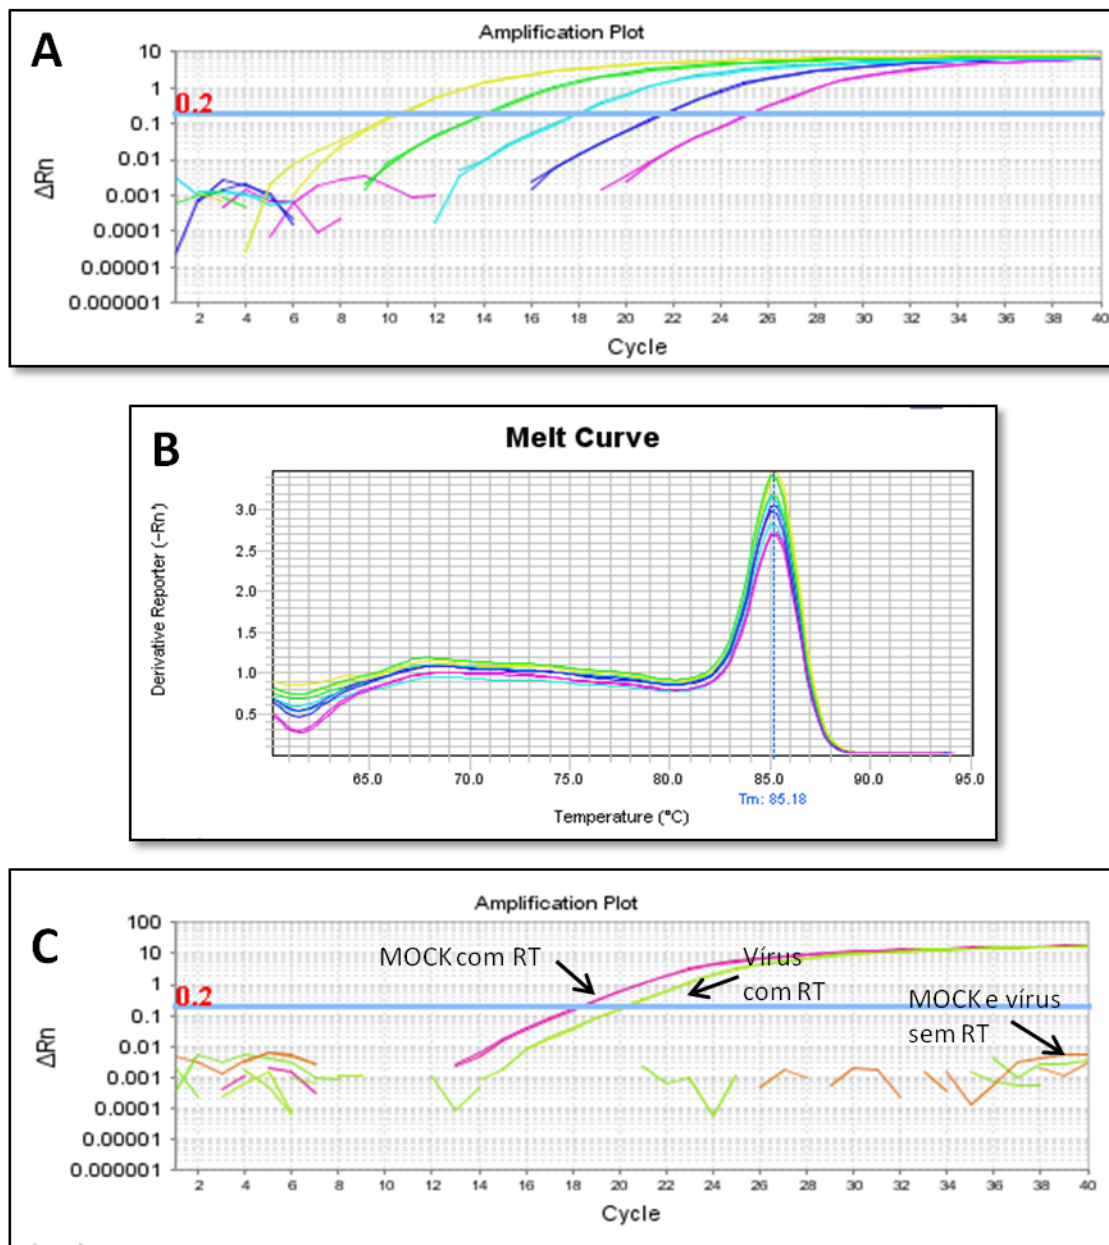 A
Amplification Plot
10
1
0.2
0.1
0.01
0.001
0.0001
0.00001
0.000001
ΔRn
2 4 6 8 10 12 14 16 18 20 22 24 26 28 30 32 34 36 38 40
Cycle
B
Melt Curve
3.0
2.5
2.0
1.5
1.0
0.5
Derivative Reporter (-Rn')
65.0 70.0 75.0 80.0 85.0 90.0 95.0
Tm: 85.18
Temperature (°C)
C
Amplification Plot
100
10
1
0.2
0.1
0.01
0.001
0.0001
0.00001
0.000001
ΔRn
MOCK com RT
Vírus
com RT
MOCK e vírus
sem RT
2 4 6 8 10 12 14 16 18 20 22 24 26 28 30 32 34 36 38 40
Cycle